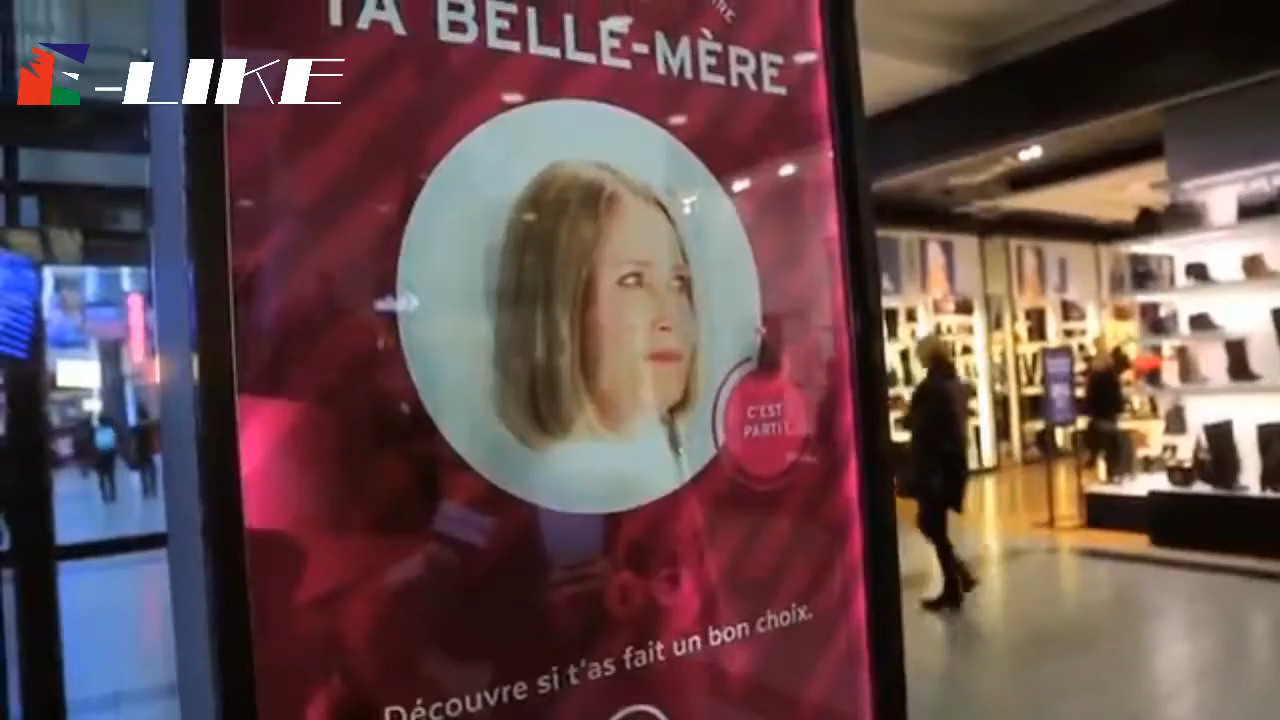 E-LIKE
TA BELLE-MÈRE
C'EST
PARTI!
Découvre si t'as fait un bon choix.